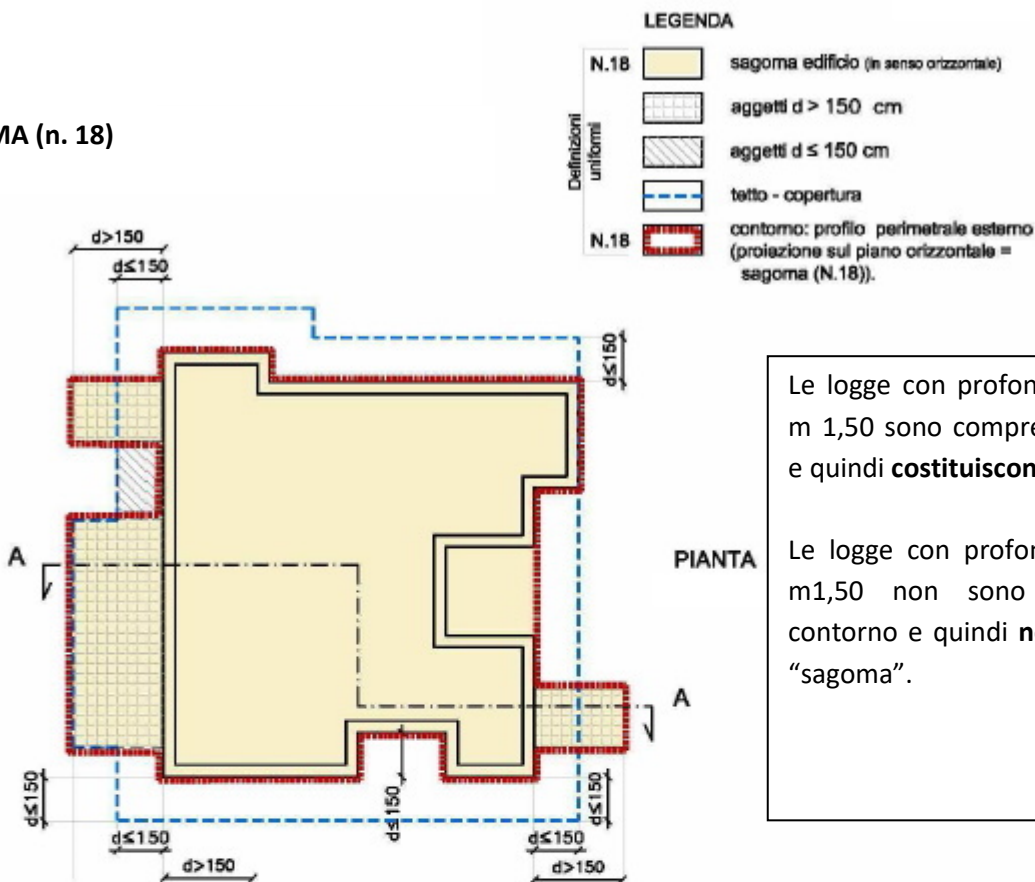 LEGENDA
N.18 sagoma edificio (in senso orizzontale)
aggetti d > 150 cm
aggetti d ≤ 150 cm
tetto - copertura
N.18 contorno: profilo perimetrale esterno
(proiezione sul piano orizzontale =
sagoma (N.18)).
Definizioni
uniformi
MA (n. 18)
d>150
d≤150
d≤150
A
PIANTA
A
d≤150
d≤150
d≤150
d≤150
d≤150
d>150
d≤150
d>150
Le logge con profon
m 1,50 sono compre
e quindi costituiscon
Le logge con profon
m1,50 non sono
contorno e quindi n
“sagoma”.